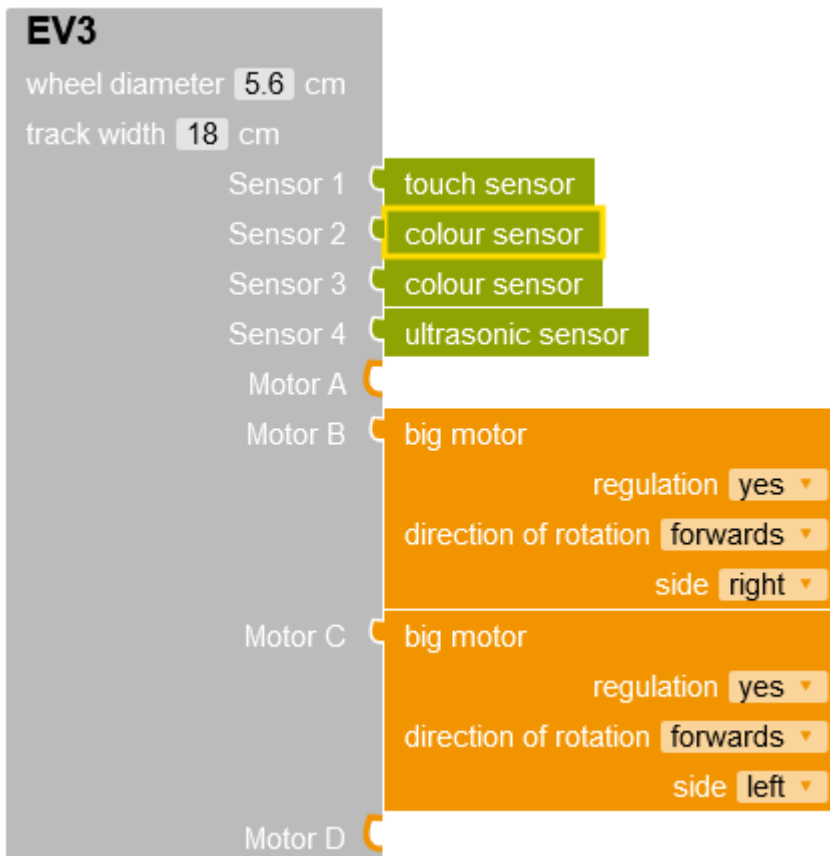 EV3
wheel diameter 5.6 cm
track width 18 cm
Sensor 1 touch sensor
Sensor 2 colour sensor
Sensor 3 colour sensor
Sensor 4 ultrasonic sensor
Motor A
Motor B big motor
regulation yes
direction of rotation forwards
side right
Motor C big motor
regulation yes
direction of rotation forwards
side left
Motor D